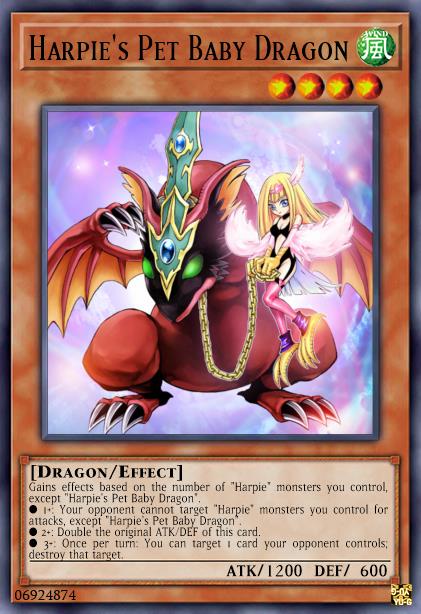 Harpie's Pet Baby Dragon
WIND
風
[Dragon/Effect]
Gains effects based on the number of "Harpie" monsters you control,
except "Harpie's Pet Baby Dragon".
● 1+: Your opponent cannot target "Harpie" monsters you control for
attacks, except "Harpie's Pet Baby Dragon".
● 2+: Double the original ATK/DEF of this card.
● 3+: Once per turn: You can target 1 card your opponent controls;
destroy that target.
ATK/1200 DEF/ 600
06924874